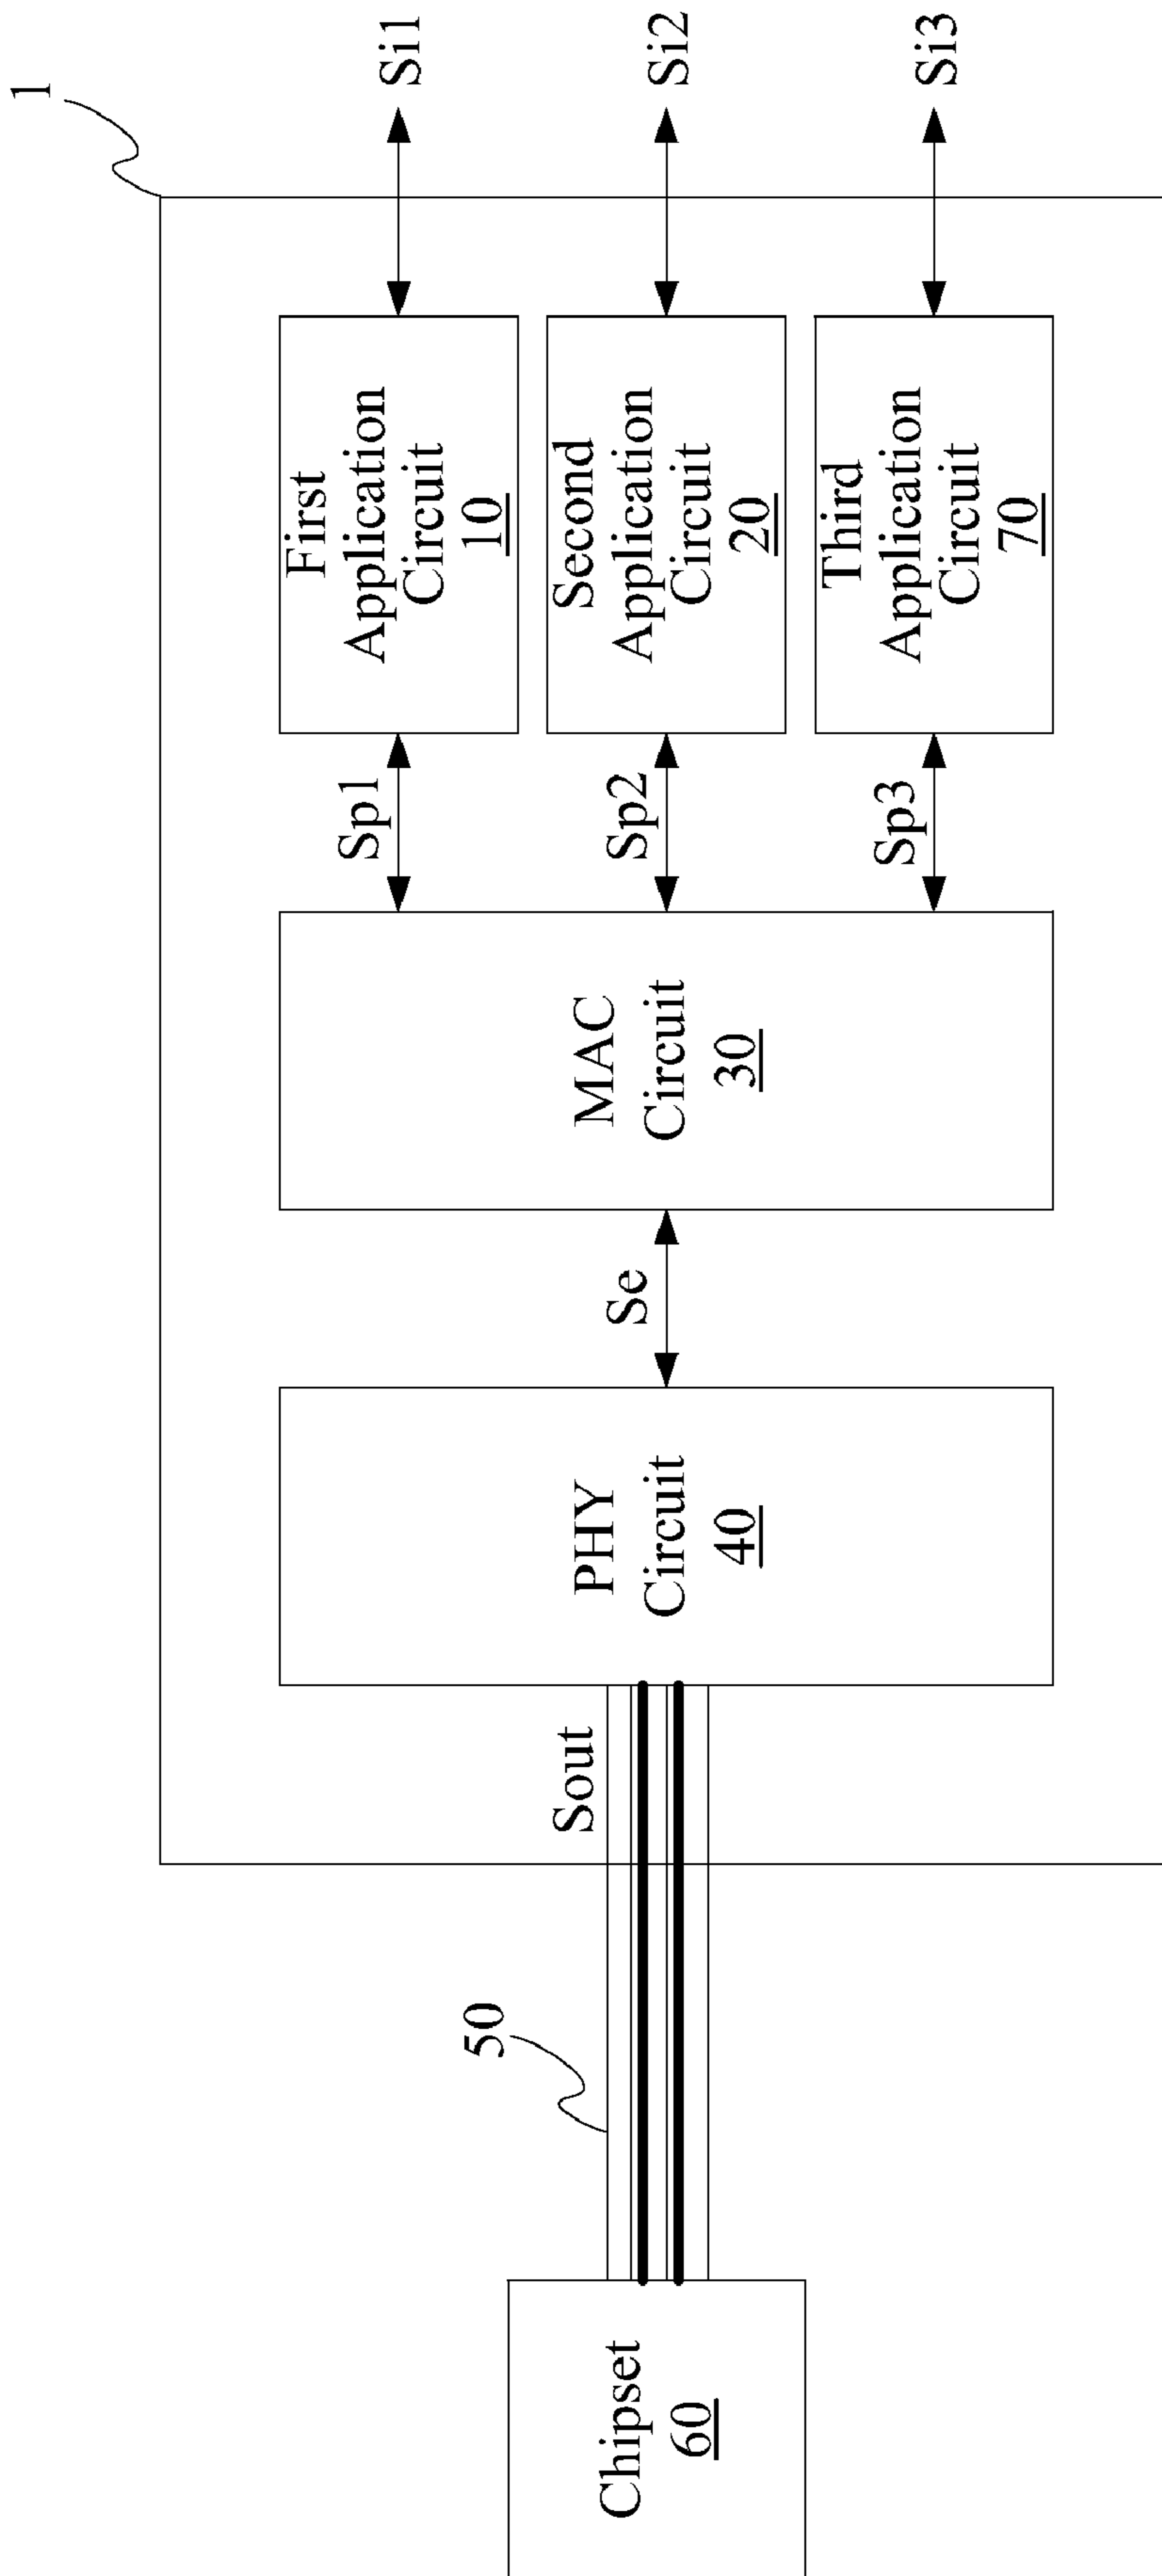 1
Si1
Si2
Si3
First
Application
Circuit
10
Second
Application
Circuit
20
Third
Application
Circuit
70
Sp1
Sp2
Sp3
MAC
Circuit
30
Se
PHY
Circuit
40
Sout
50
Chipset
60